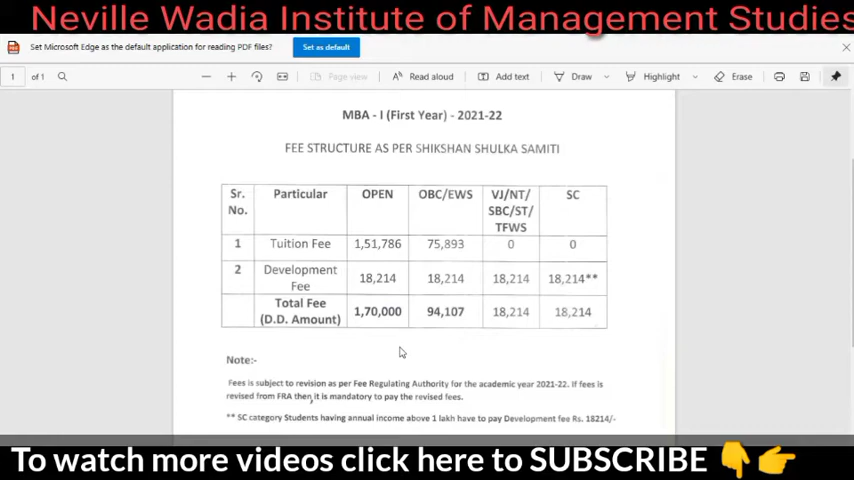 Neville Wadia Institute of Management Studies
Set Microsoft Edge as the default application for reading PDF files?
Set as default
1 of 1
Page view
Read aloud
Add text
Draw
Highlight
Erase
MBA - I (First Year) - 2021-22
FEE STRUCTURE AS PER SHIKSHAN SHULKA SAMITI
Sr. No. Particular OPEN OBC/EWS VJ/NT/ SBC/ST/ TFWS SC
1 Tuition Fee 1,51,786 75,893 0 0
2 Development Fee 18,214 18,214 18,214 18,214**
Total Fee (D.D. Amount) 1,70,000 94,107 18,214 18,214
Note:-
Fees is subject to revision as per Fee Regulating Authority for the academic year 2021-22. If fees is
revised from FRA then, it is mandatory to pay the revised fees.
** SC category Students having annual income above 1 lakh have to pay Development fee Rs. 18214/-
To watch more videos click here to SUBSCRIBE